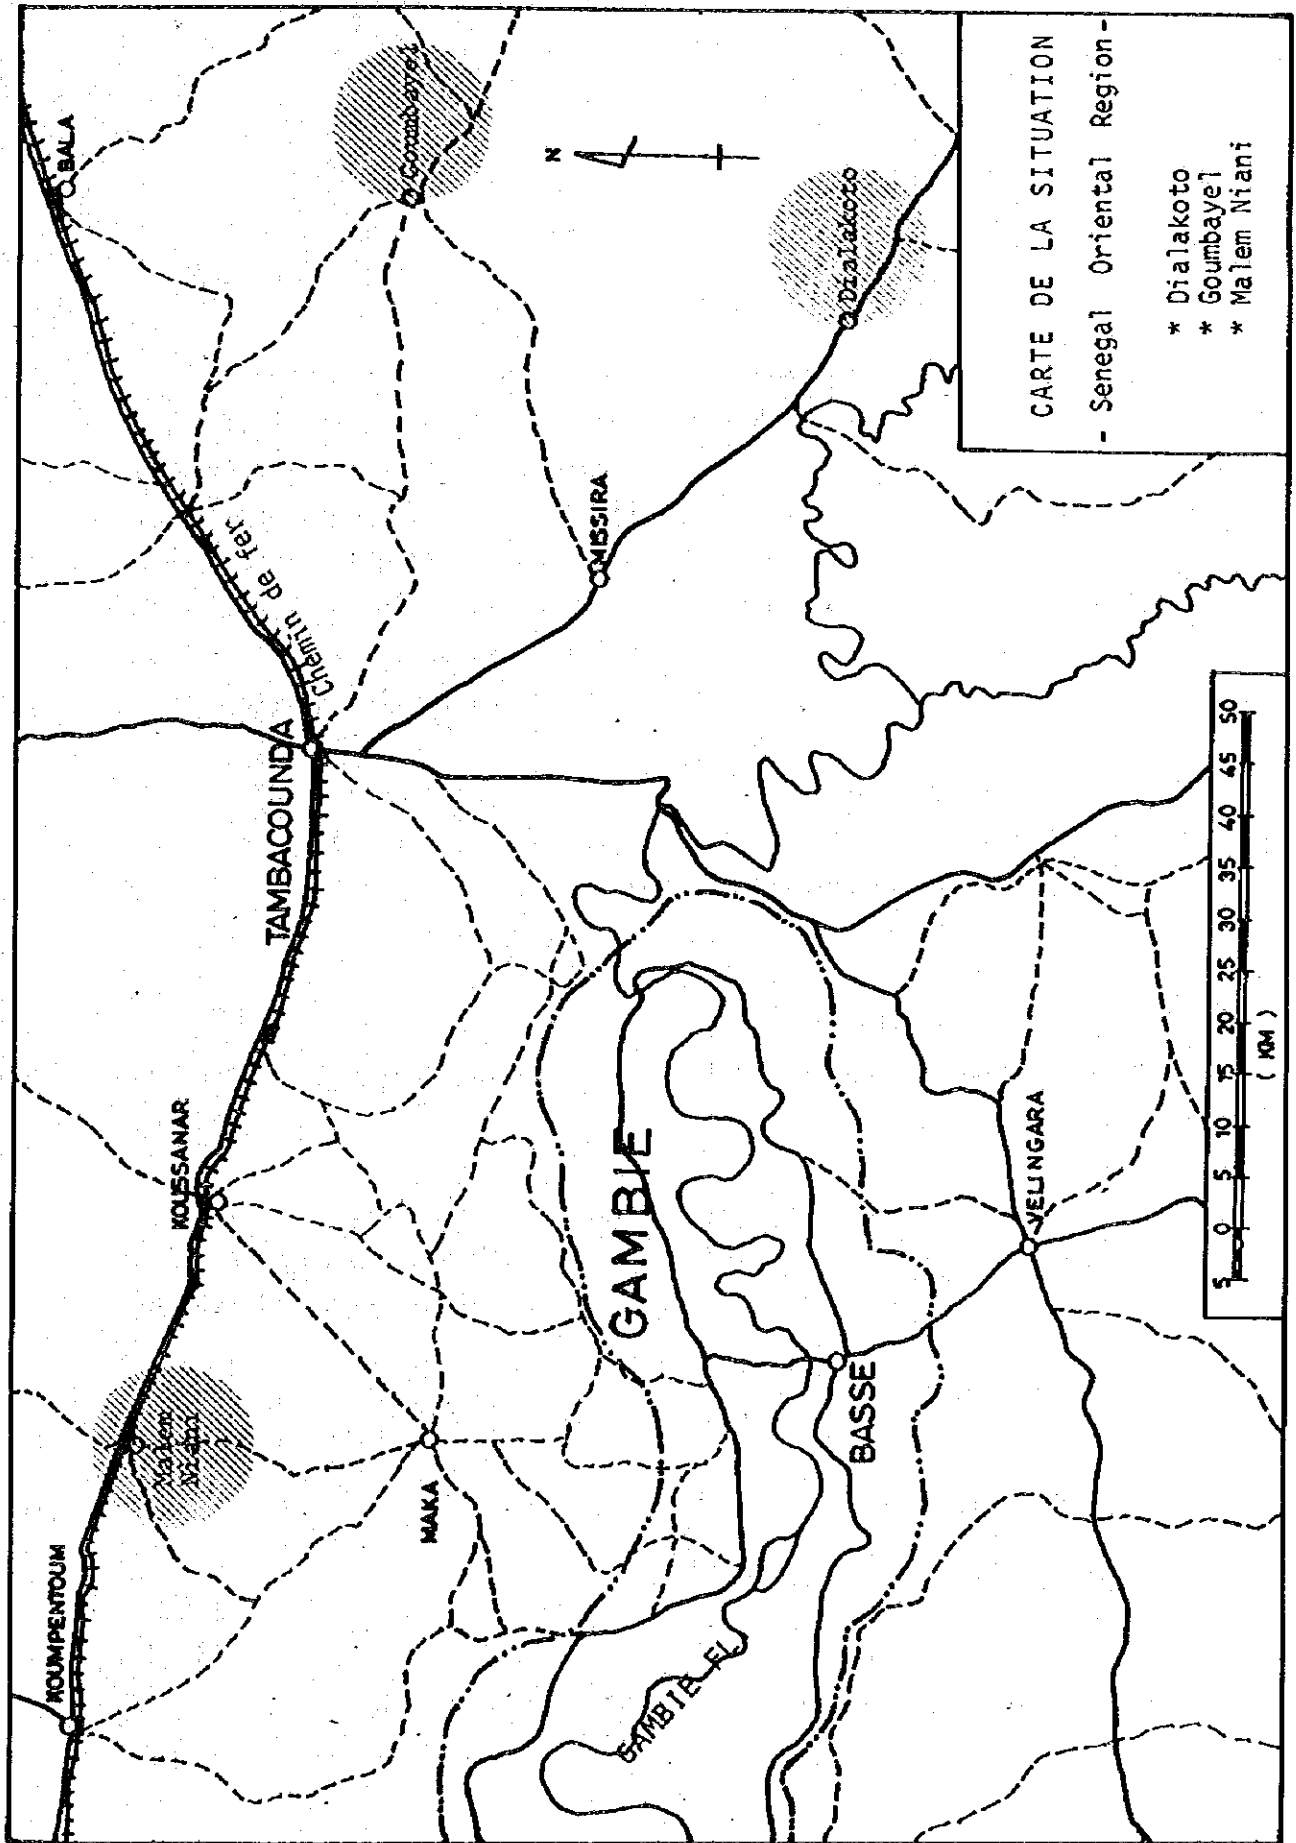 BALA
Goumbayel
N
Dialakoto
Chemin de fer
TAMBACOUNDA
MISSIRA
KOUSSANAR
Malem
Niani
KOUMPENTOUM
MAKA
GAMBIE
BASSE
VELINGARA
GAMBIE FL.
CARTE DE LA SITUATION
- Senegal Oriental Region -
* Dialakoto
* Goumbayel
* Malem Niani
5 0 5 10 15 20 25 30 35 40 45 50
( KM )